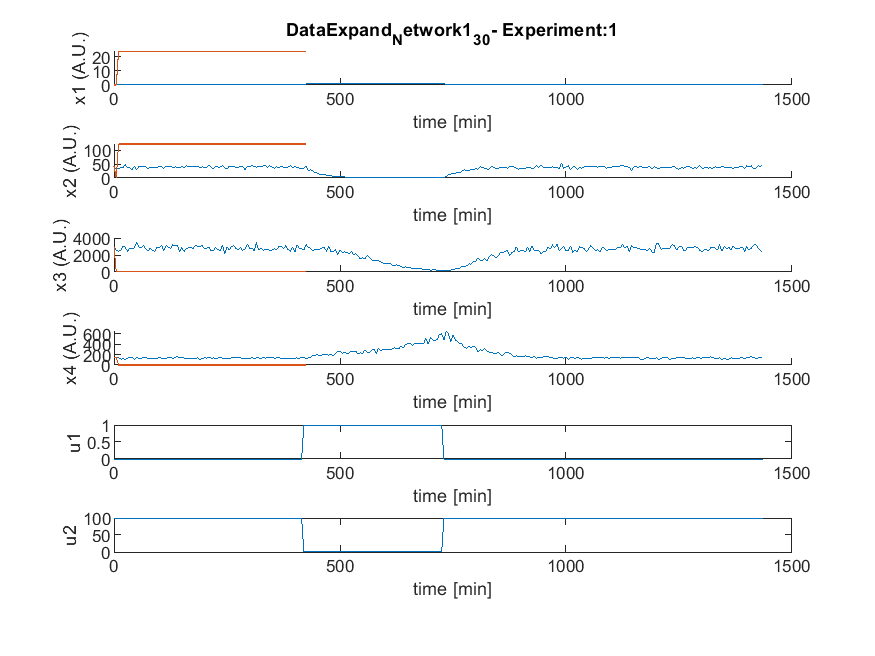 DataExpand_Network1_30- Experiment:1
x1 (A.U.)
20
10
0
0 500 1000 1500
time [min]
x2 (A.U.)
100
50
0
0 500 1000 1500
time [min]
x3 (A.U.)
4000
2000
0
0 500 1000 1500
time [min]
x4 (A.U.)
600
400
200
0
0 500 1000 1500
time [min]
u1
1
0.5
0
0 500 1000 1500
time [min]
u2
100
50
0
0 500 1000 1500
time [min]